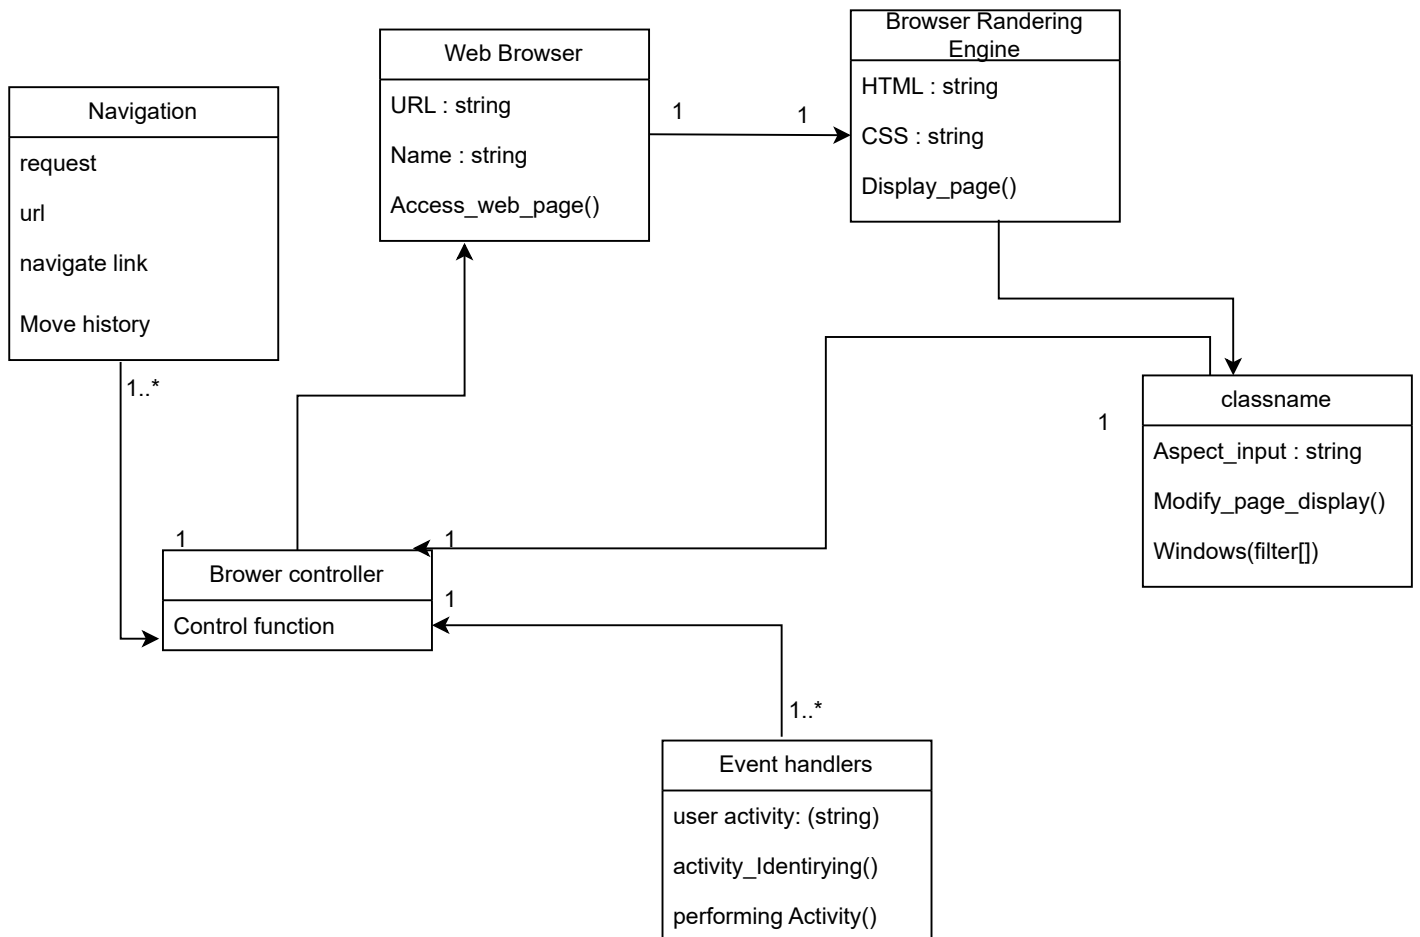 Browser Randering
Engine
HTML : string
CSS : string
Display_page()
Web Browser
URL : string
Name : string
Access_web_page()
1
1
Navigation
request
url
navigate link
Move history
1..*
classname
Aspect_input : string
Modify_page_display()
Windows(filter[])
1
1
1
Brower controller
Control function
1
1..*
Event handlers
user activity: (string)
activity_Identirying()
performing Activity()